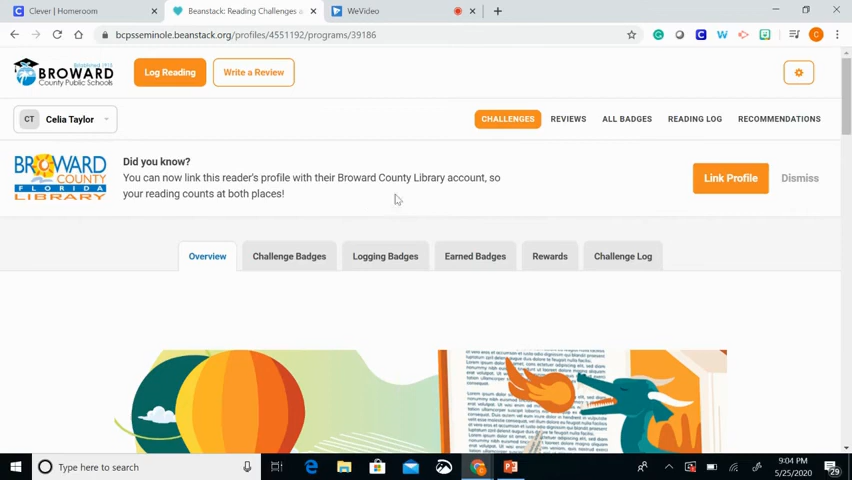 Clever | Homeroom
Beanstack: Reading Challenges a
WeVideo
bcpsseminole.beanstack.org/profiles/4551192/programs/39186
C
ESTABLISHED 1915
BROWARD
County Public Schools
Log Reading
Write a Review
CT Celia Taylor
CHALLENGES
REVIEWS
ALL BADGES
READING LOG
RECOMMENDATIONS
BROWARD
COUNTY
FLORIDA
LIBRARY
Did you know?
You can now link this reader's profile with their Broward County Library account, so
your reading counts at both places!
Link Profile
Dismiss
Overview
Challenge Badges
Logging Badges
Earned Badges
Rewards
Challenge Log
Type here to search
9:04 PM
5/25/2020
29